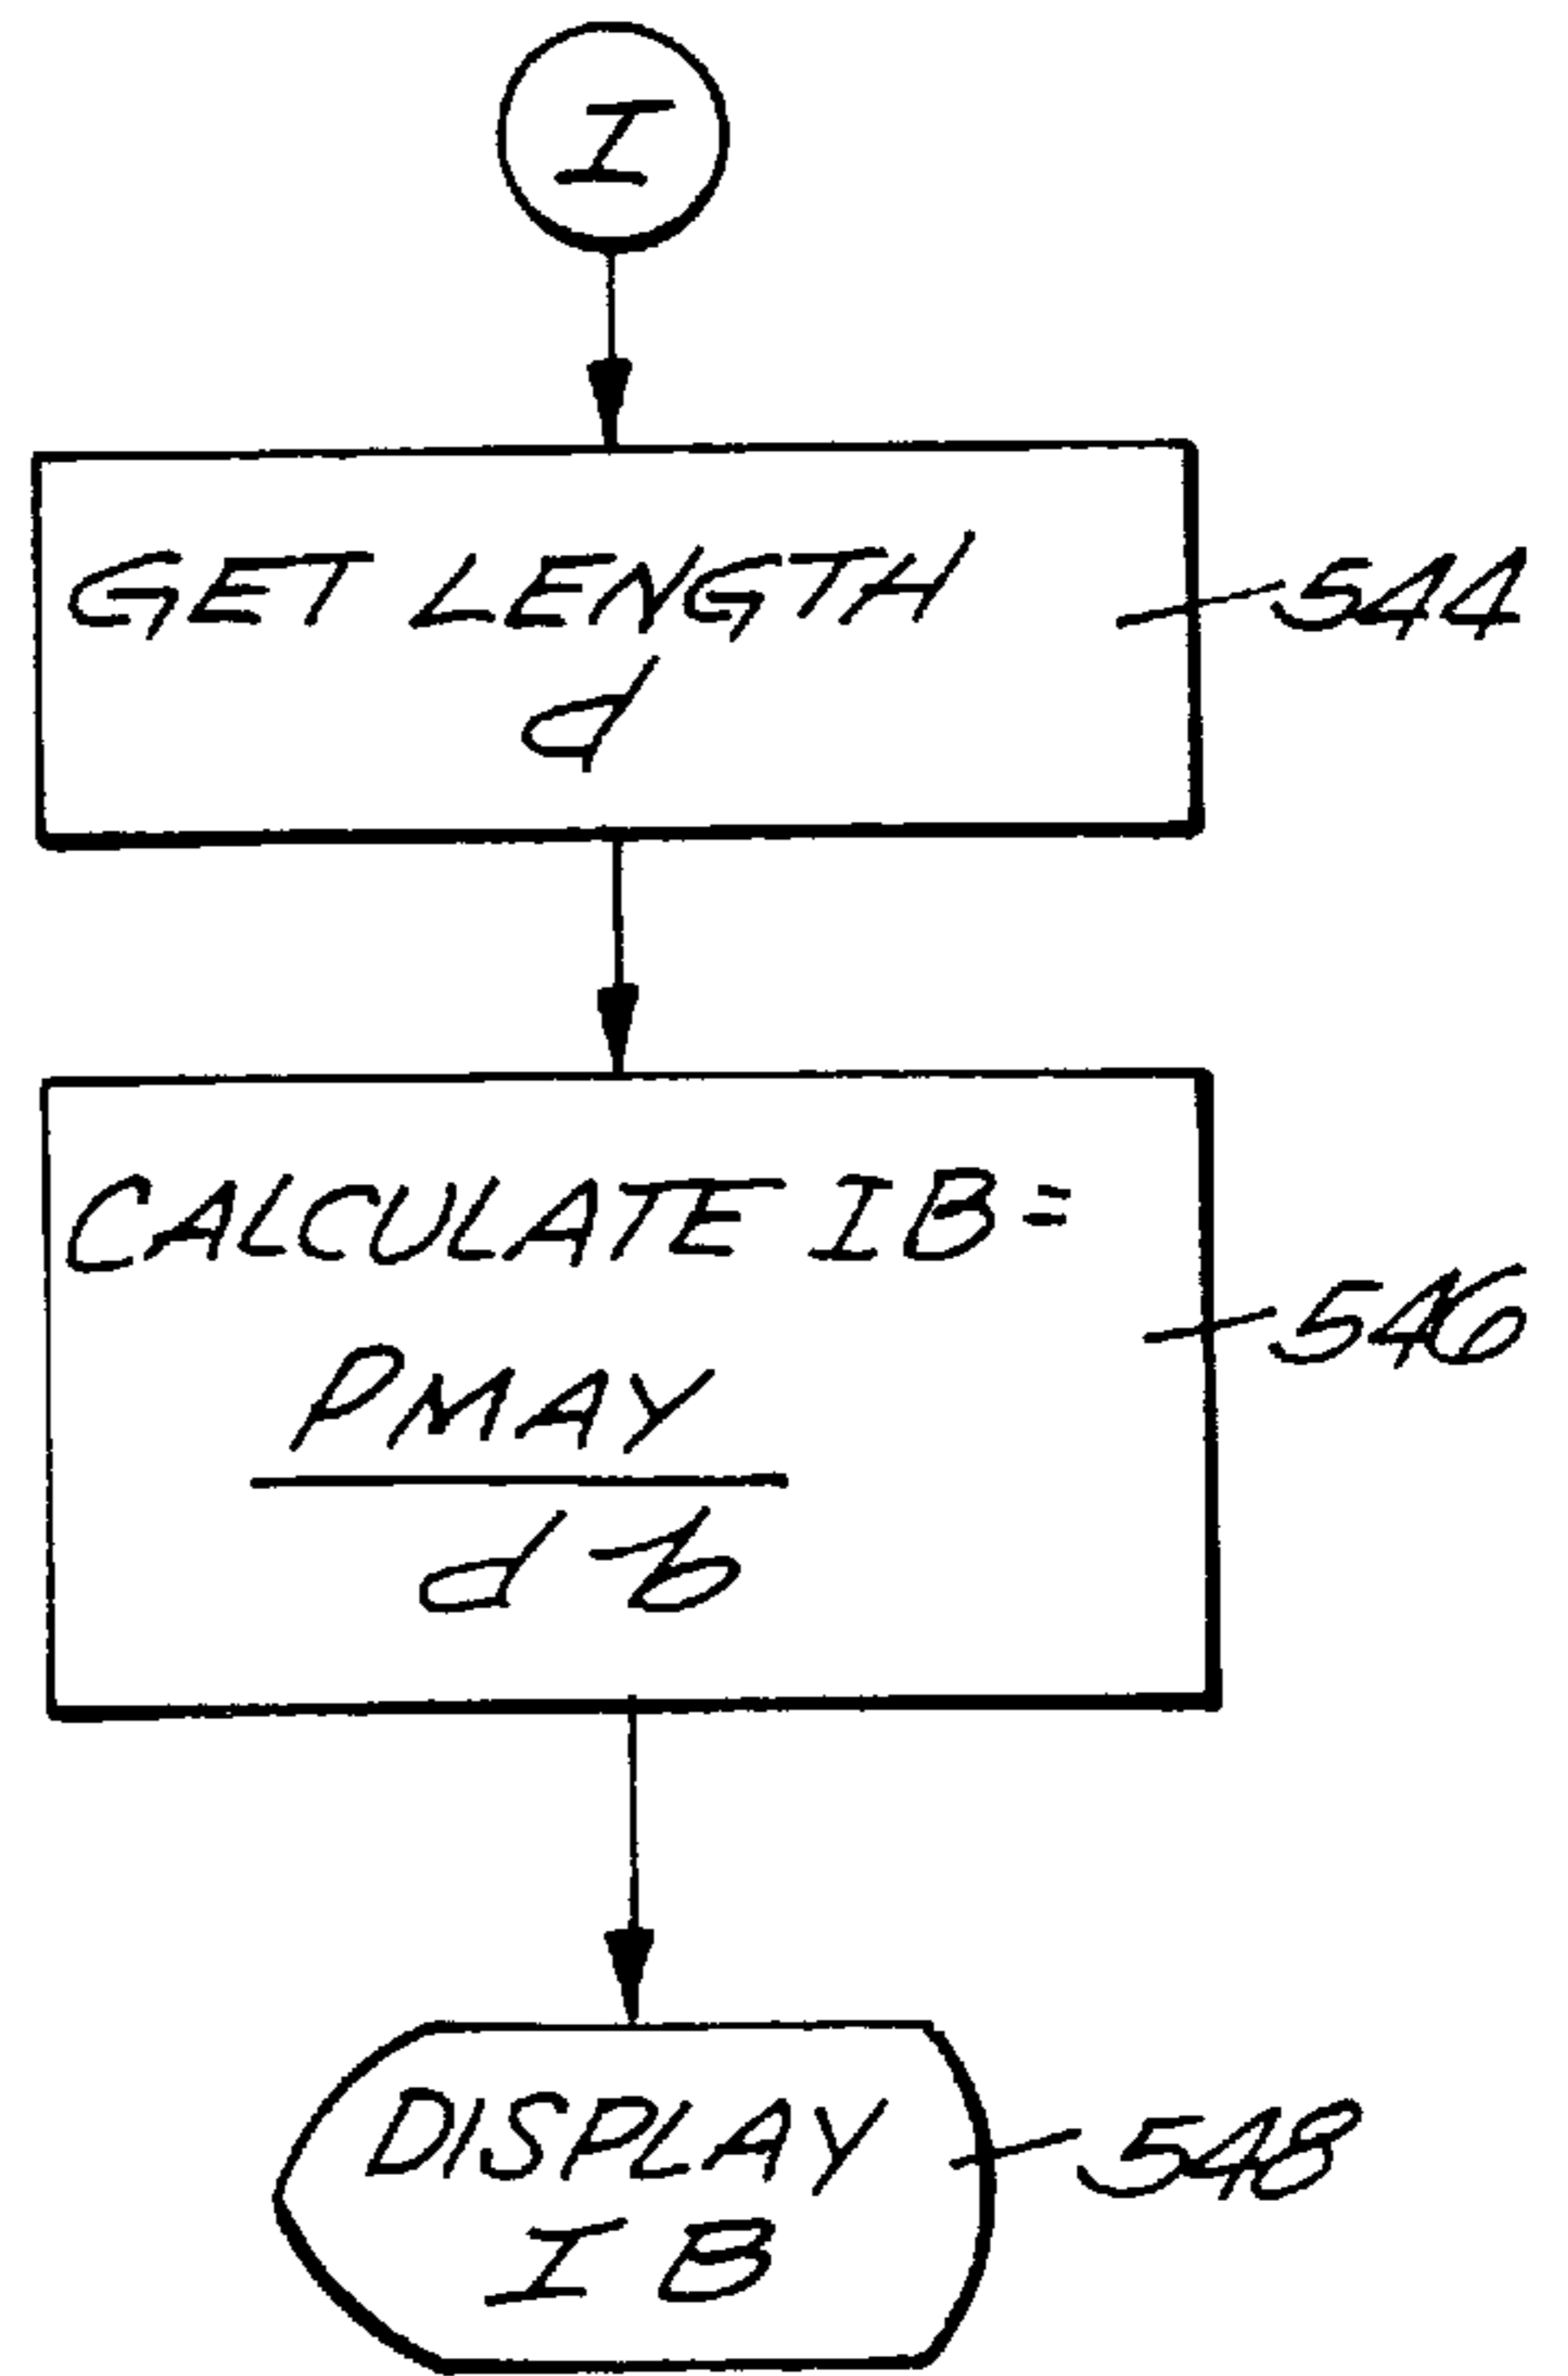 I
GET LENGTH
d
544
CALCULATE IB =
PMAY
d b
546
DISPLAY
IB
548